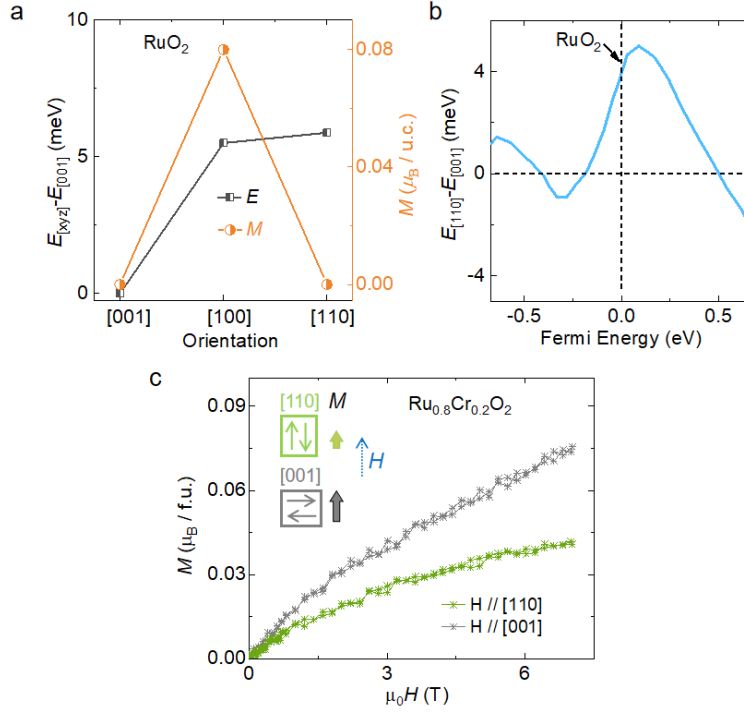 a
RuO₂
E[xyz]-E[001] (meV)
10
5
0
E
M
M (μB / u.c.)
0.08
0.04
0.00
[001] [100] [110]
Orientation
b
RuO₂
E[110]-E[001] (meV)
4
0
-4
-0.5 0.0 0.5
Fermi Energy (eV)
c
[110] M
H
[001]
Ru0.8Cr0.2O2
M (μB / f.u.)
0.09
0.06
0.03
0.00
H // [110]
H // [001]
0 3 6
μ0H (T)